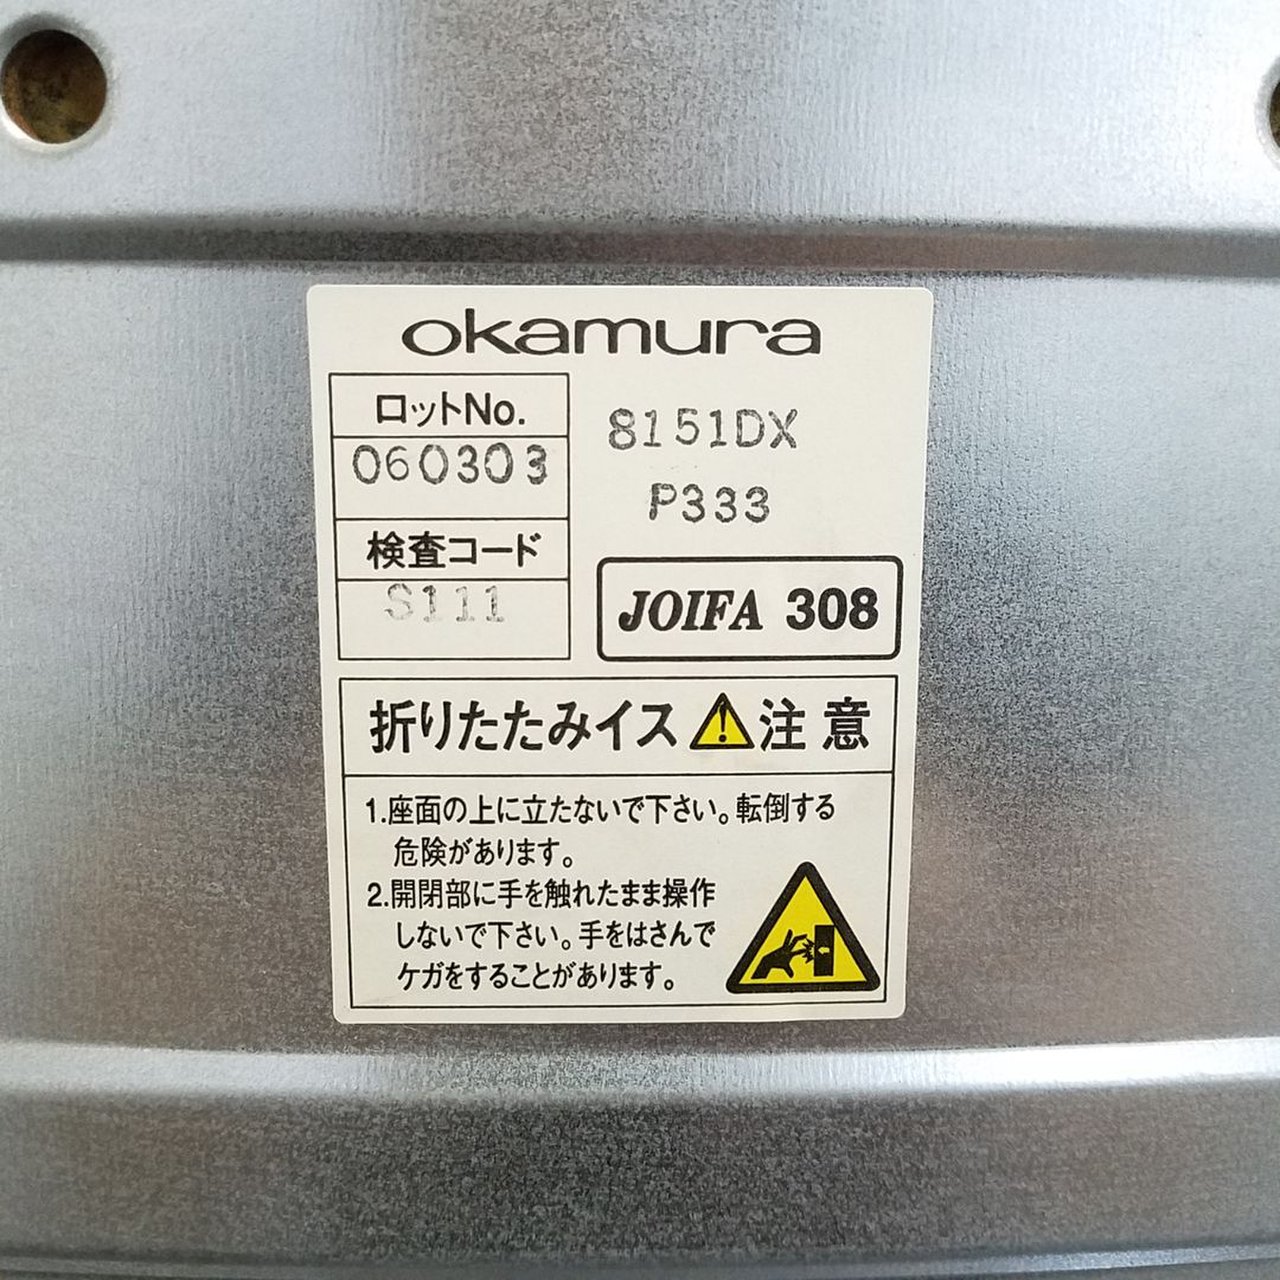 okamura
ロットNo.
060303
検査コード
S111
8151DX
P333
JOIFA 308
折りたたみイス⚠注意
1.座面の上に立たないで下さい。転倒する
危険があります。
2.開閉部に手を触れたまま操作
しないで下さい。手をはさんで
ケガをすることがあります。